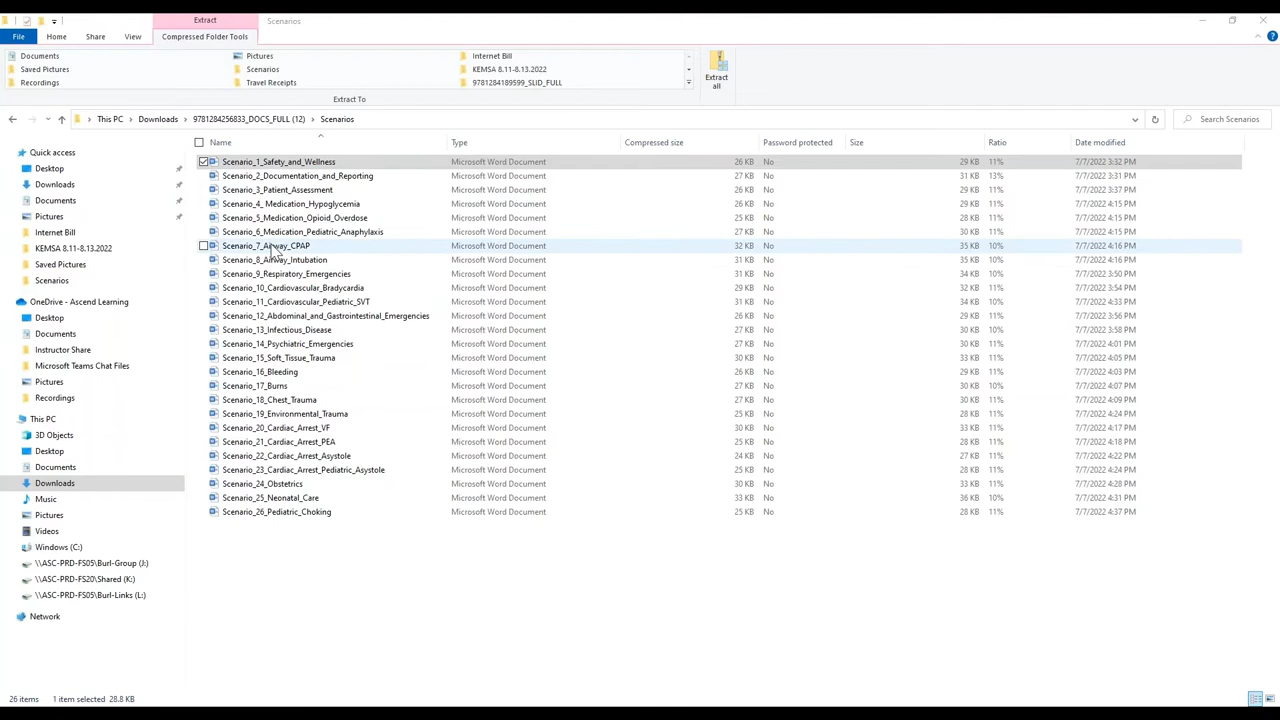 Extract
Scenarios
File
Home
Share
View
Compressed Folder Tools
Documents
Pictures
Internet Bill
Saved Pictures
Scenarios
KEMSA 8.11-8.13.2022
Recordings
Travel Receipts
9781284189599_SLID_FULL
Extract all
Extract To
This PC
Downloads
9781284256833_DOCS_FULL (12)
Scenarios
Search Scenarios
Name
Type
Compressed size
Password protected
Size
Ratio
Date modified
Quick access
Desktop
Downloads
Documents
Pictures
Internet Bill
KEMSA 8.11-8.13.2022
Saved Pictures
Scenarios
OneDrive - Ascend Learning
Desktop
Documents
Instructor Share
Microsoft Teams Chat Files
Pictures
Recordings
This PC
3D Objects
Desktop
Documents
Downloads
Music
Pictures
Videos
Windows (C:)
\\ASC-PRD-FS05\Burl-Group (J:)
\\ASC-PRD-FS20\Shared (K:)
\\ASC-PRD-FS05\Burl-Links (L:)
Network
Scenario_1_Safety_and_Wellness Microsoft Word Document 26 KB No 29 KB 11% 7/7/2022 3:32 PM
Scenario_2_Documentation_and_Reporting Microsoft Word Document 27 KB No 31 KB 13% 7/7/2022 3:31 PM
Scenario_3_Patient_Assessment Microsoft Word Document 26 KB No 29 KB 11% 7/7/2022 3:37 PM
Scenario_4_ Medication_Hypoglycemia Microsoft Word Document 26 KB No 29 KB 11% 7/7/2022 4:15 PM
Scenario_5_Medication_Opioid_Overdose Microsoft Word Document 25 KB No 28 KB 11% 7/7/2022 4:15 PM
Scenario_6_Medication_Pediatric_Anaphylaxis Microsoft Word Document 27 KB No 31 KB 11% 7/7/2022 4:15 PM
Scenario_7_Airway_CPAP Microsoft Word Document 32 KB No 35 KB 10% 7/7/2022 4:16 PM
Scenario_8_Airway_Intubation Microsoft Word Document 31 KB No 35 KB 10% 7/7/2022 4:16 PM
Scenario_9_Respiratory_Emergencies Microsoft Word Document 31 KB No 34 KB 10% 7/7/2022 3:50 PM
Scenario_10_Cardiovascular_Bradycardia Microsoft Word Document 29 KB No 32 KB 11% 7/7/2022 3:54 PM
Scenario_11_Cardiovascular_Pediatric_SVT Microsoft Word Document 31 KB No 34 KB 10% 7/7/2022 3:58 PM
Scenario_12_Abdominal_and_Gastrointestinal_Emergencies Microsoft Word Document 26 KB No 29 KB 11% 7/7/2022 3:56 PM
Scenario_13_Infectious_Disease Microsoft Word Document 27 KB No 30 KB 10% 7/7/2022 3:58 PM
Scenario_14_Psychiatric_Emergencies Microsoft Word Document 27 KB No 30 KB 11% 7/7/2022 4:01 PM
Scenario_15_Soft_Tissue_Trauma Microsoft Word Document 30 KB No 33 KB 11% 7/7/2022 4:05 PM
Scenario_16_Bleeding Microsoft Word Document 26 KB No 29 KB 11% 7/7/2022 4:03 PM
Scenario_17_Burns Microsoft Word Document 27 KB No 30 KB 10% 7/7/2022 4:07 PM
Scenario_18_Chest_Trauma Microsoft Word Document 26 KB No 29 KB 11% 7/7/2022 4:09 PM
Scenario_19_Environmental_Trauma Microsoft Word Document 25 KB No 28 KB 11% 7/7/2022 4:24 PM
Scenario_20_Cardiac_Arrest_VF Microsoft Word Document 25 KB No 28 KB 11% 7/7/2022 4:17 PM
Scenario_21_Cardiac_Arrest_PEA Microsoft Word Document 25 KB No 28 KB 11% 7/7/2022 4:18 PM
Scenario_22_Cardiac_Arrest_Asystole Microsoft Word Document 24 KB No 27 KB 11% 7/7/2022 4:24 PM
Scenario_23_Cardiac_Arrest_Pediatric_Asystole Microsoft Word Document 25 KB No 28 KB 11% 7/7/2022 4:24 PM
Scenario_24_Obstetrics Microsoft Word Document 30 KB No 33 KB 11% 7/7/2022 4:28 PM
Scenario_25_Neonatal_Care Microsoft Word Document 33 KB No 36 KB 10% 7/7/2022 4:31 PM
Scenario_26_Pediatric_Choking Microsoft Word Document 25 KB No 28 KB 11% 7/7/2022 4:37 PM
26 items 1 item selected 28.8 KB